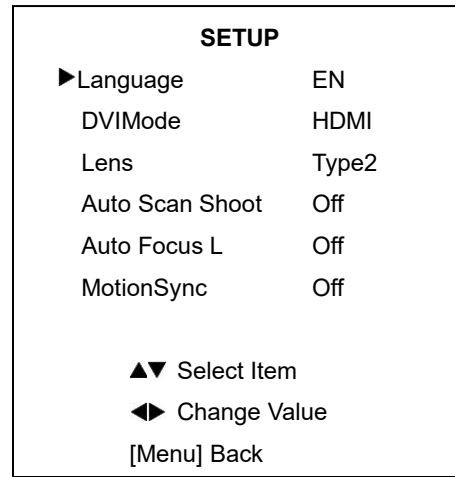 SETUP
▶Language EN
DVIMode HDMI
Lens Type2
Auto Scan Shoot Off
Auto Focus L Off
MotionSync Off
▲▼ Select Item
◀▶ Change Value
[Menu] Back